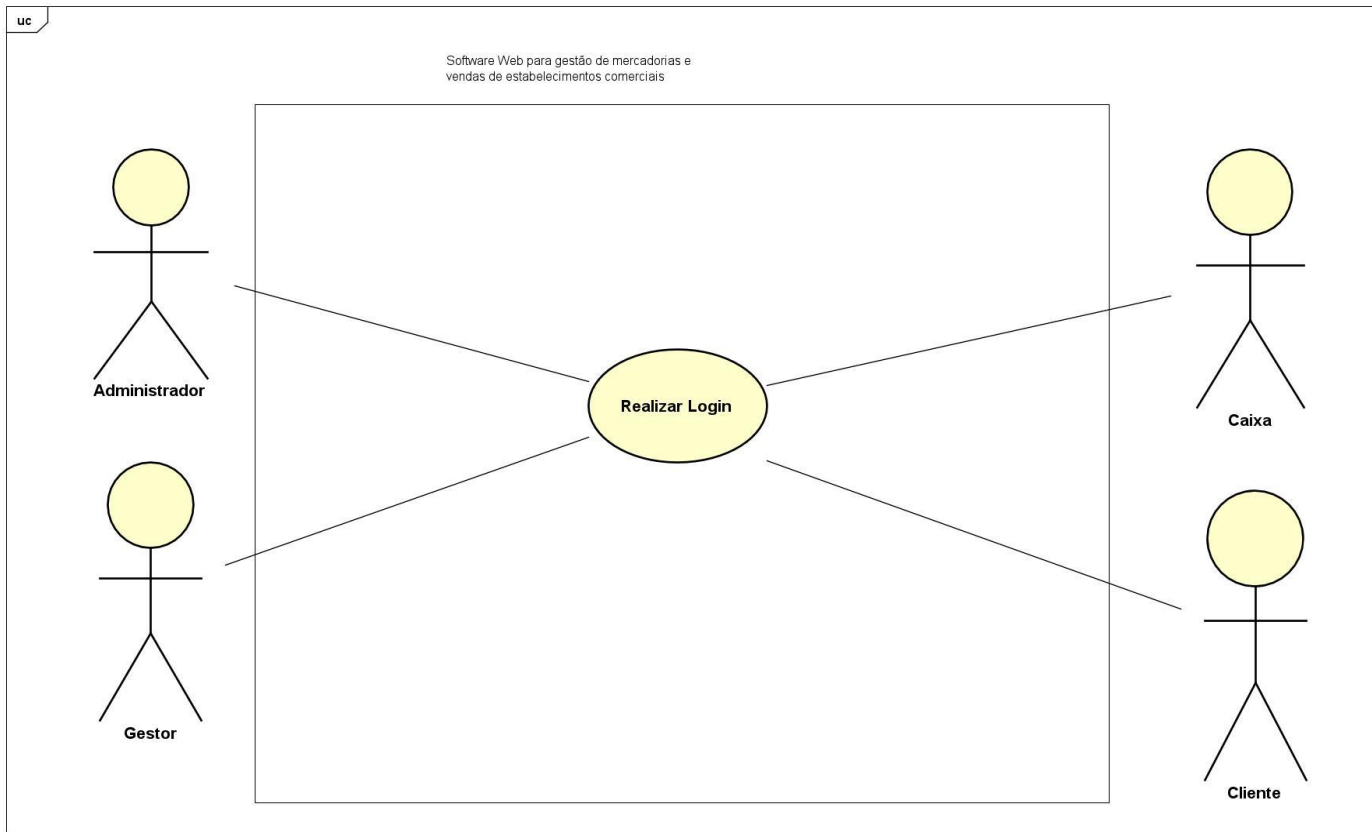 uc
Software Web para gestão de mercadorias e
vendas de estabelecimentos comerciais
Administrador
Realizar Login
Caixa
Gestor
Cliente